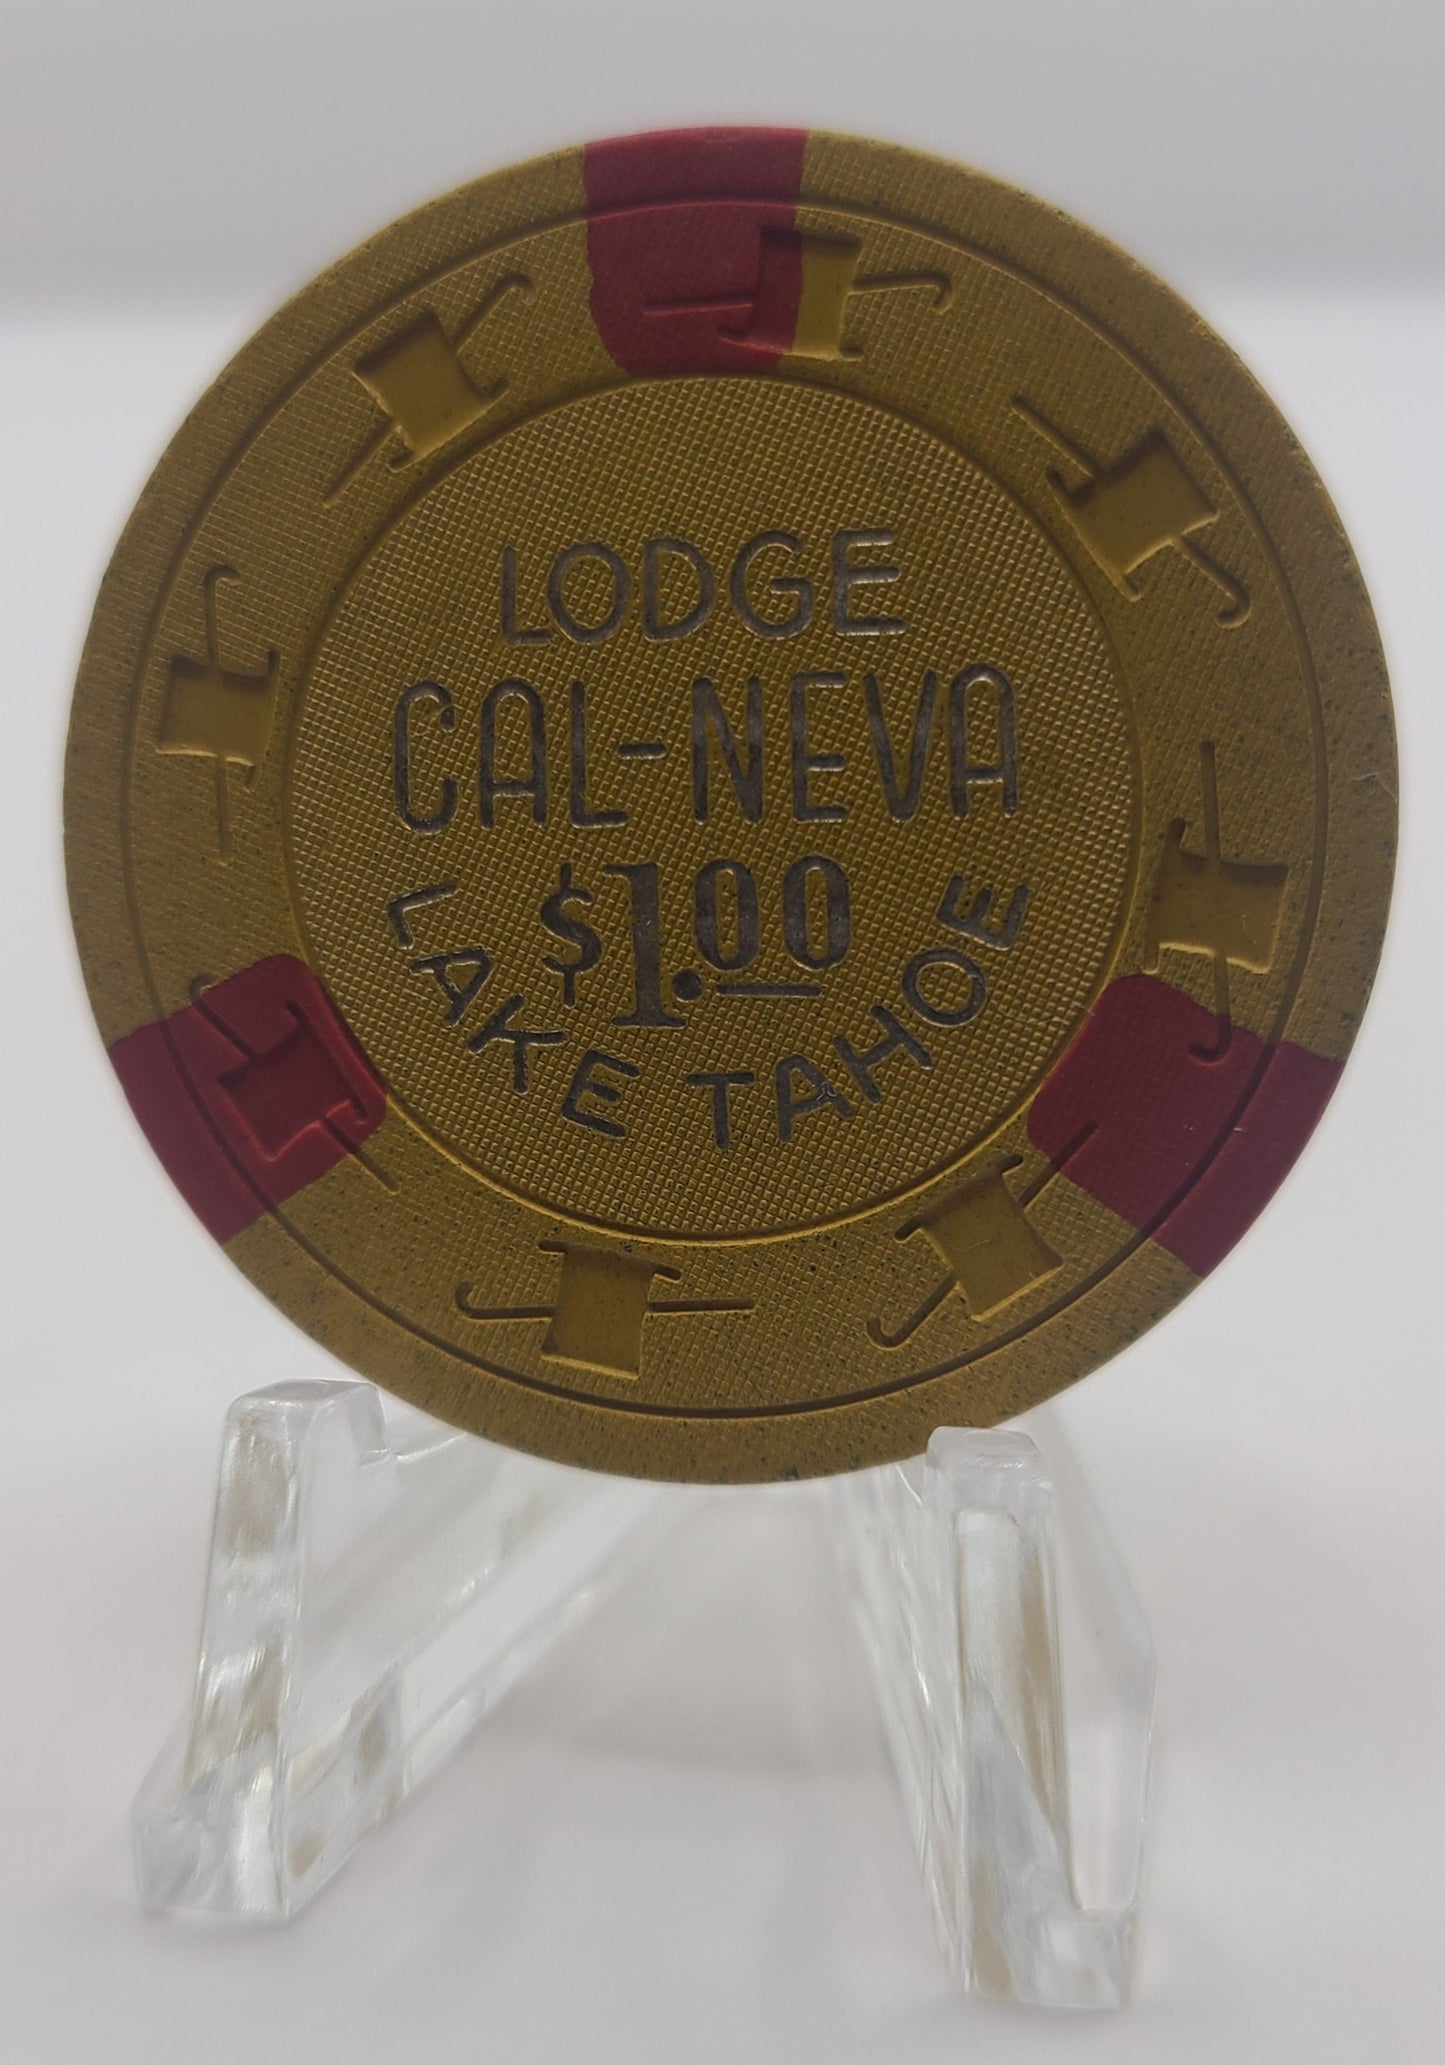 LODGE
CAL-NEVA
$1.00
LAKE TAHOE